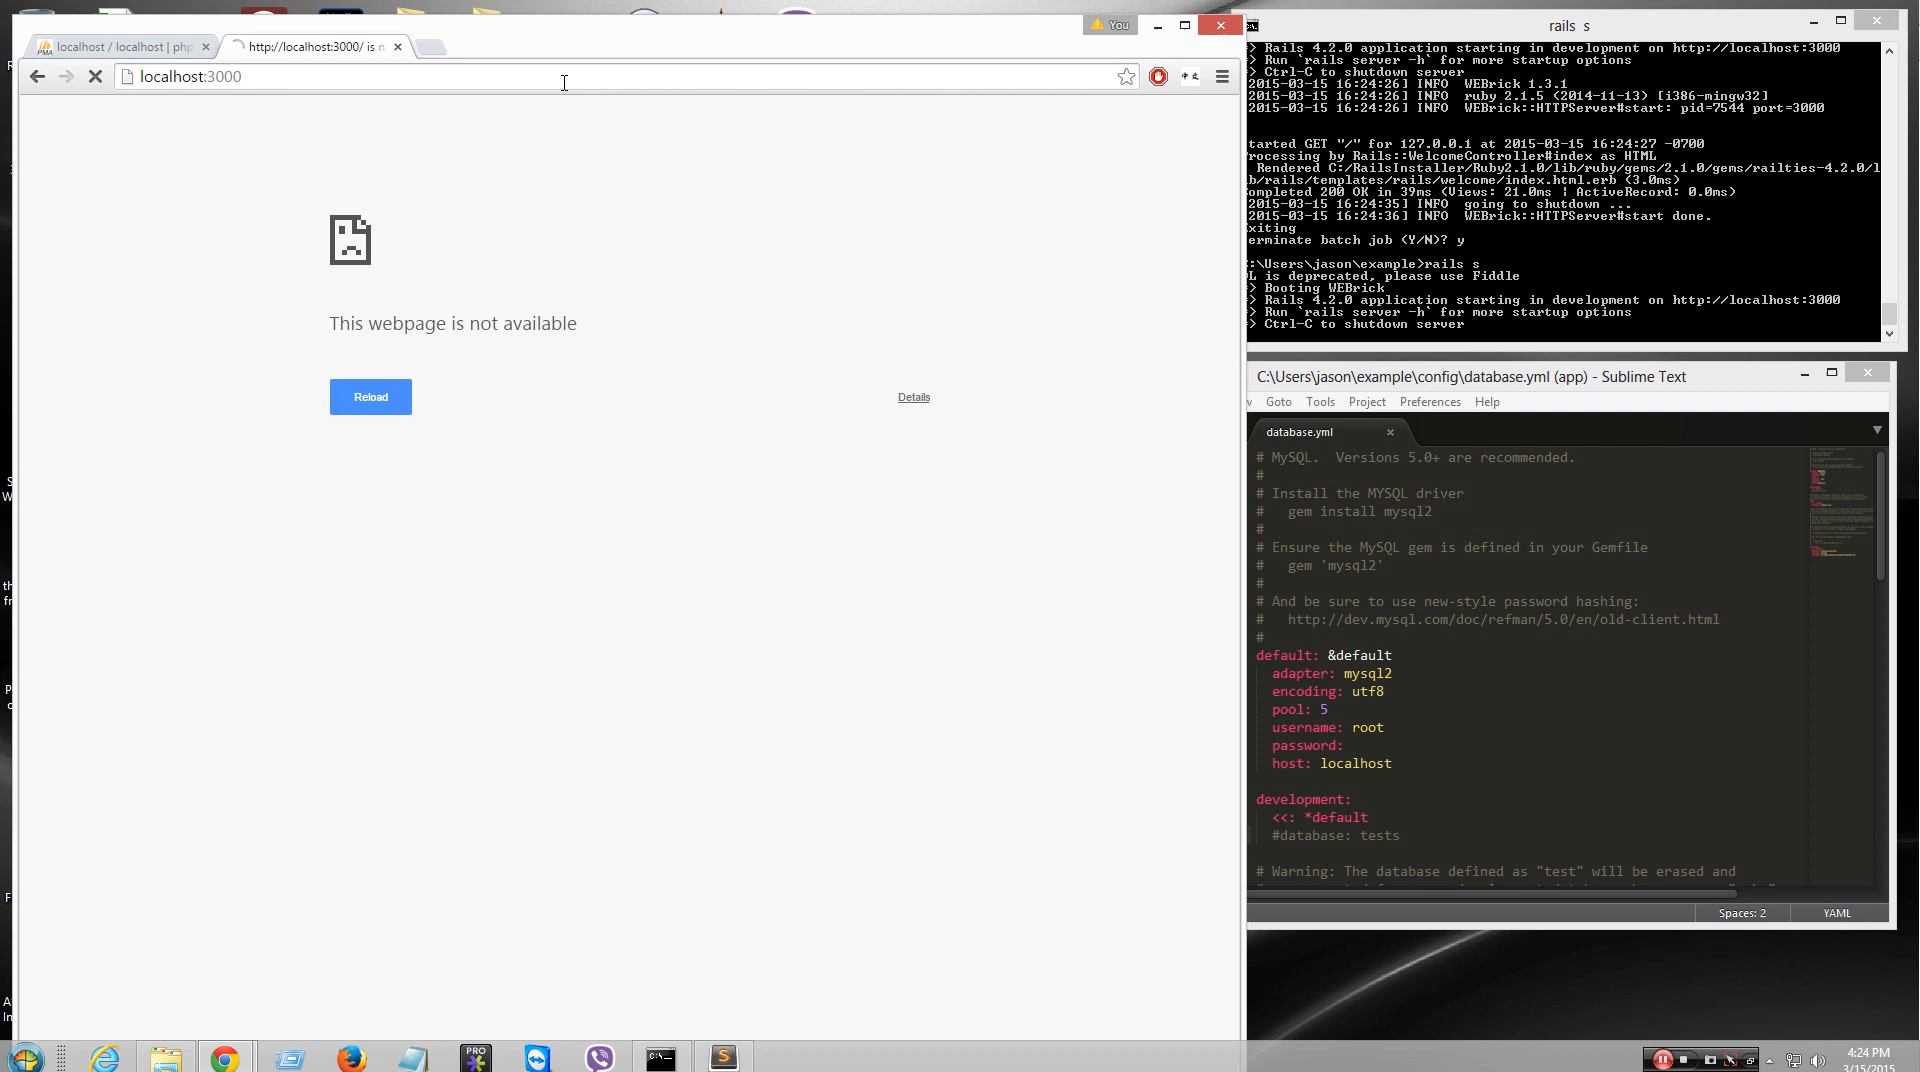 You
localhost / localhost | php
http://localhost:3000/ is n
localhost:3000
This webpage is not available
Reload
Details
rails s
> Rails 4.2.0 application starting in development on http://localhost:3000
> Run `rails server -h` for more startup options
> Ctrl-C to shutdown server
2015-03-15 16:24:26] INFO  WEBrick 1.3.1
2015-03-15 16:24:26] INFO  ruby 2.1.5 (2014-11-13) [i386-mingw32]
2015-03-15 16:24:26] INFO  WEBrick::HTTPServer#start: pid=7544 port=3000
tarted GET "/" for 127.0.0.1 at 2015-03-15 16:24:27 -0700
rocessing by Rails::WelcomeController#index as HTML
Rendered C:/RailsInstaller/Ruby2.1.0/lib/ruby/gems/2.1.0/gems/railties-4.2.0/l
b/rails/templates/rails/welcome/index.html.erb (3.0ms)
ompleted 200 OK in 39ms (Views: 21.0ms | ActiveRecord: 0.0ms)
2015-03-15 16:24:35] INFO  going to shutdown ...
2015-03-15 16:24:36] INFO  WEBrick::HTTPServer#start done.
xiting
erminate batch job (Y/N)? y
:\Users\jason\example>rails s
L is deprecated, please use Fiddle
> Booting WEBrick
> Rails 4.2.0 application starting in development on http://localhost:3000
> Run `rails server -h` for more startup options
> Ctrl-C to shutdown server
C:\Users\jason\example\config\database.yml (app) - Sublime Text
w Goto Tools Project Preferences Help
database.yml
# MySQL.  Versions 5.0+ are recommended.
#
# Install the MYSQL driver
#   gem install mysql2
#
# Ensure the MySQL gem is defined in your Gemfile
#   gem 'mysql2'
#
# And be sure to use new-style password hashing:
#   http://dev.mysql.com/doc/refman/5.0/en/old-client.html
#
default: &default
  adapter: mysql2
  encoding: utf8
  pool: 5
  username: root
  password:
  host: localhost
development:
  <<: *default
  #database: tests
# Warning: The database defined as "test" will be erased and
Spaces: 2
YAML
PRO
4:24 PM
3/15/2015